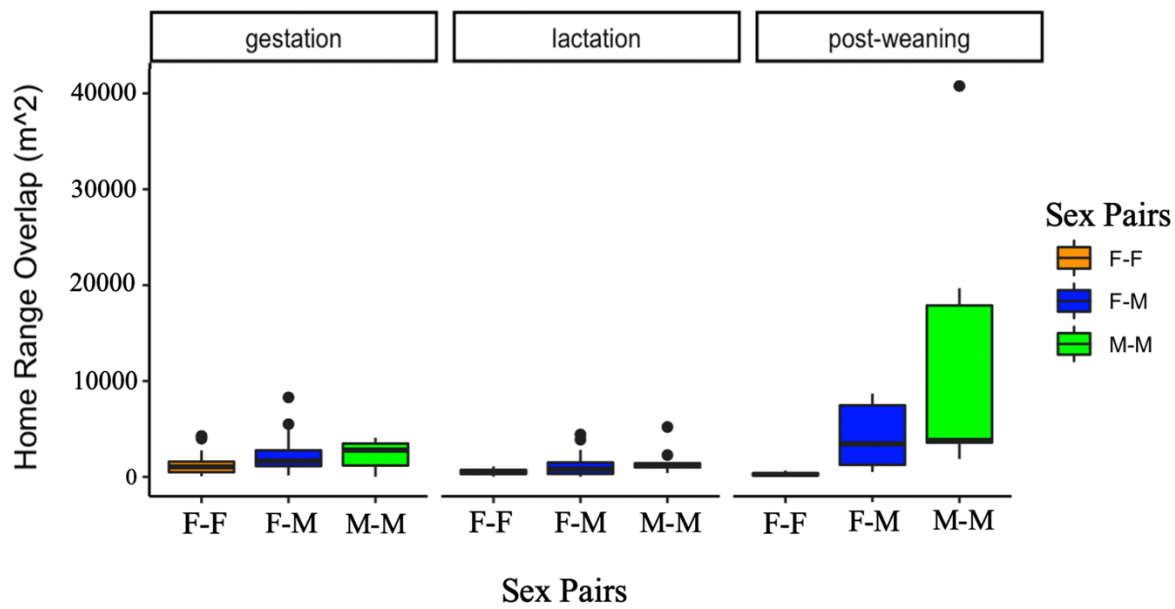 gestation
lactation
post-weaning
Home Range Overlap (m^2)
40000
30000
20000
10000
0
F-F
F-M
M-M
F-F
F-M
M-M
F-F
F-M
M-M
Sex Pairs
Sex Pairs
F-F
F-M
M-M